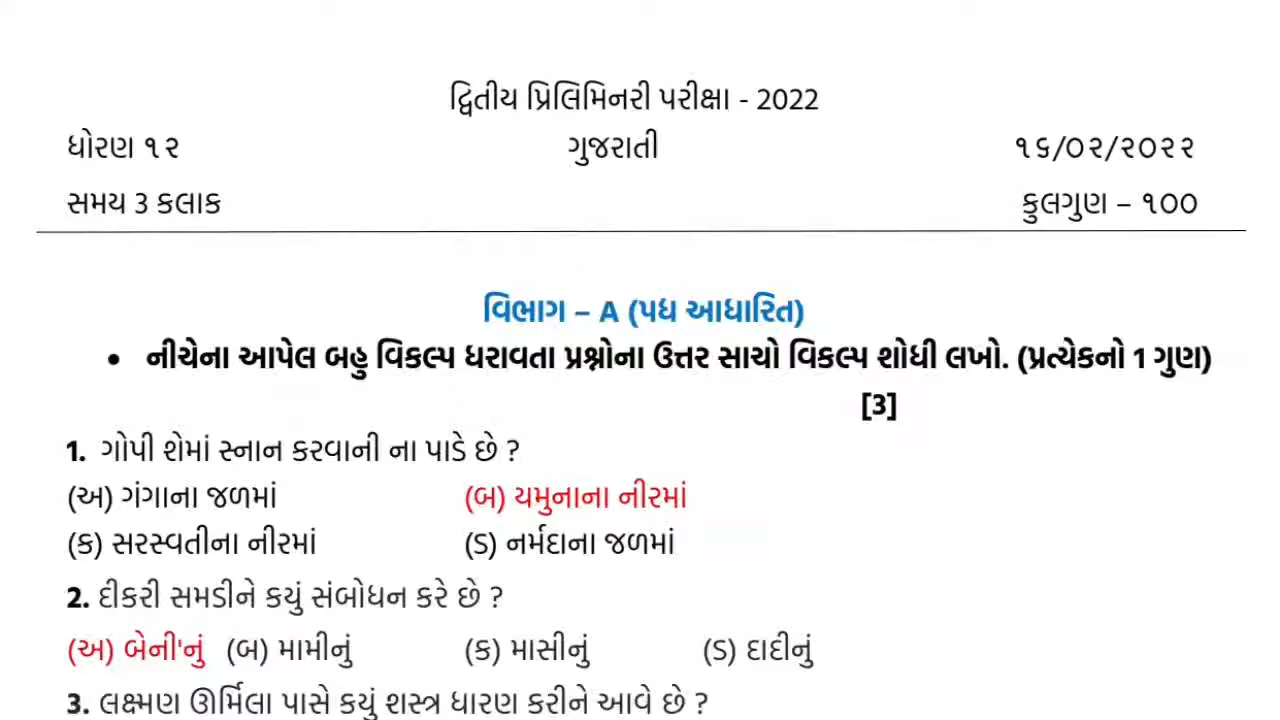 દ્વિતીય પ્રિલિમિનરી પરીક્ષા - 2022
ધોરણ ૧૨ ગુજરાતી ૧૬/૦૨/૨૦૨૨
સમય 3 કલાક કુલગુણ – ૧૦૦
વિભાગ – A (પદ્ય આધારિત)
• નીચેના આપેલ બહુ વિકલ્પ ધરાવતા પ્રશ્નોના ઉત્તર સાચો વિકલ્પ શોધી લખો. (પ્રત્યેકનો 1 ગુણ)
[3]
1. ગોપી શેમાં સ્નાન કરવાની ના પાડે છે ?
(અ) ગંગાના જળમાં (બ) યમુનાના નીરમાં
(ક) સરસ્વતીના નીરમાં (ડ) નર્મદાના જળમાં
2. દીકરી સમડીને કયું સંબોધન કરે છે ?
(અ) બેની'નું (બ) મામીનું (ક) માસીનું (ડ) દાદીનું
3. લક્ષ્મણ ઊર્મિલા પાસે કયું શસ્ત્ર ધારણ કરીને આવે છે ?